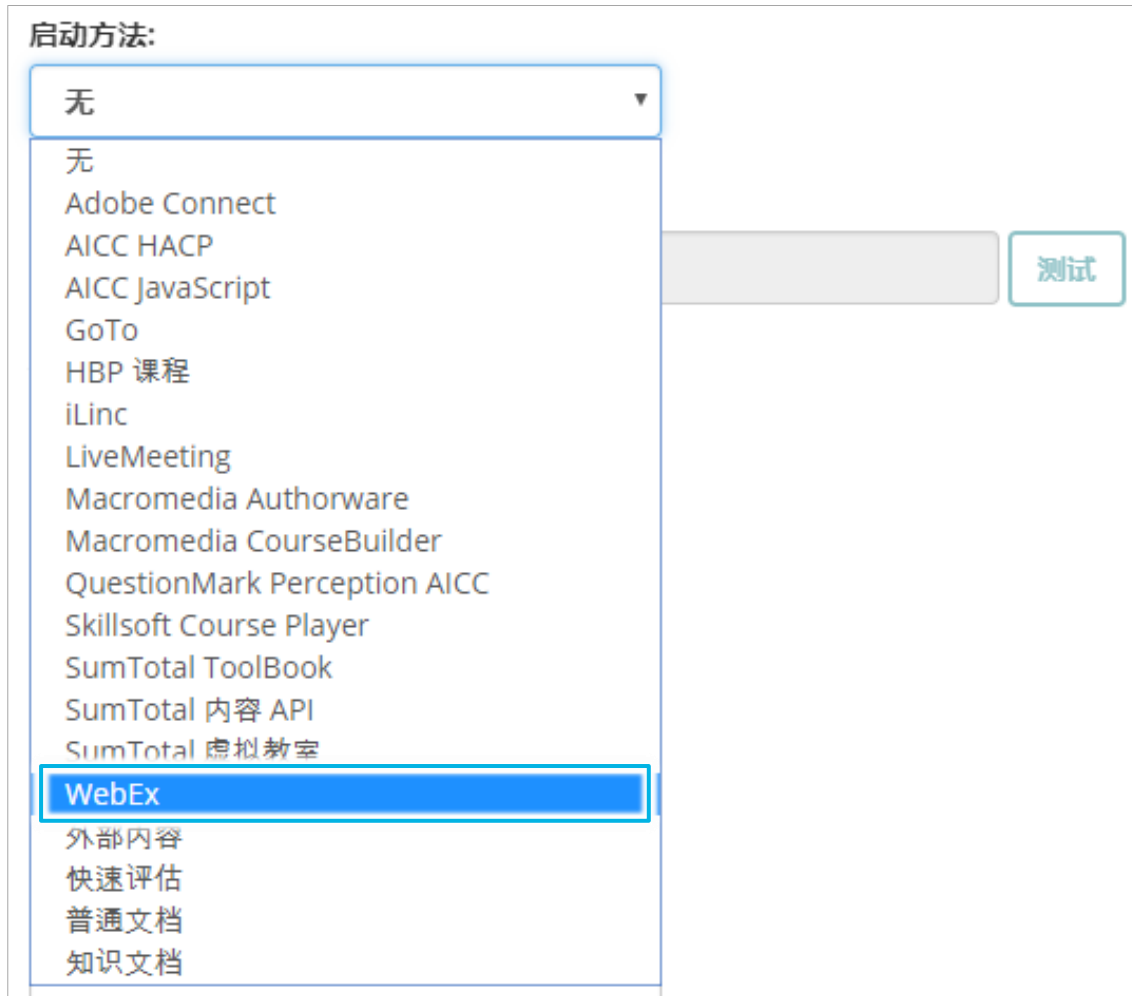 启动方法:
无
无
Adobe Connect
AICC HACP
AICC JavaScript
测试
GoTo
HBP 课程
iLinc
LiveMeeting
Macromedia Authorware
Macromedia CourseBuilder
QuestionMark Perception AICC
Skillsoft Course Player
SumTotal ToolBook
SumTotal 内容 API
SumTotal 虚拟教室
WebEx
外部内容
快速评估
普通文档
知识文档